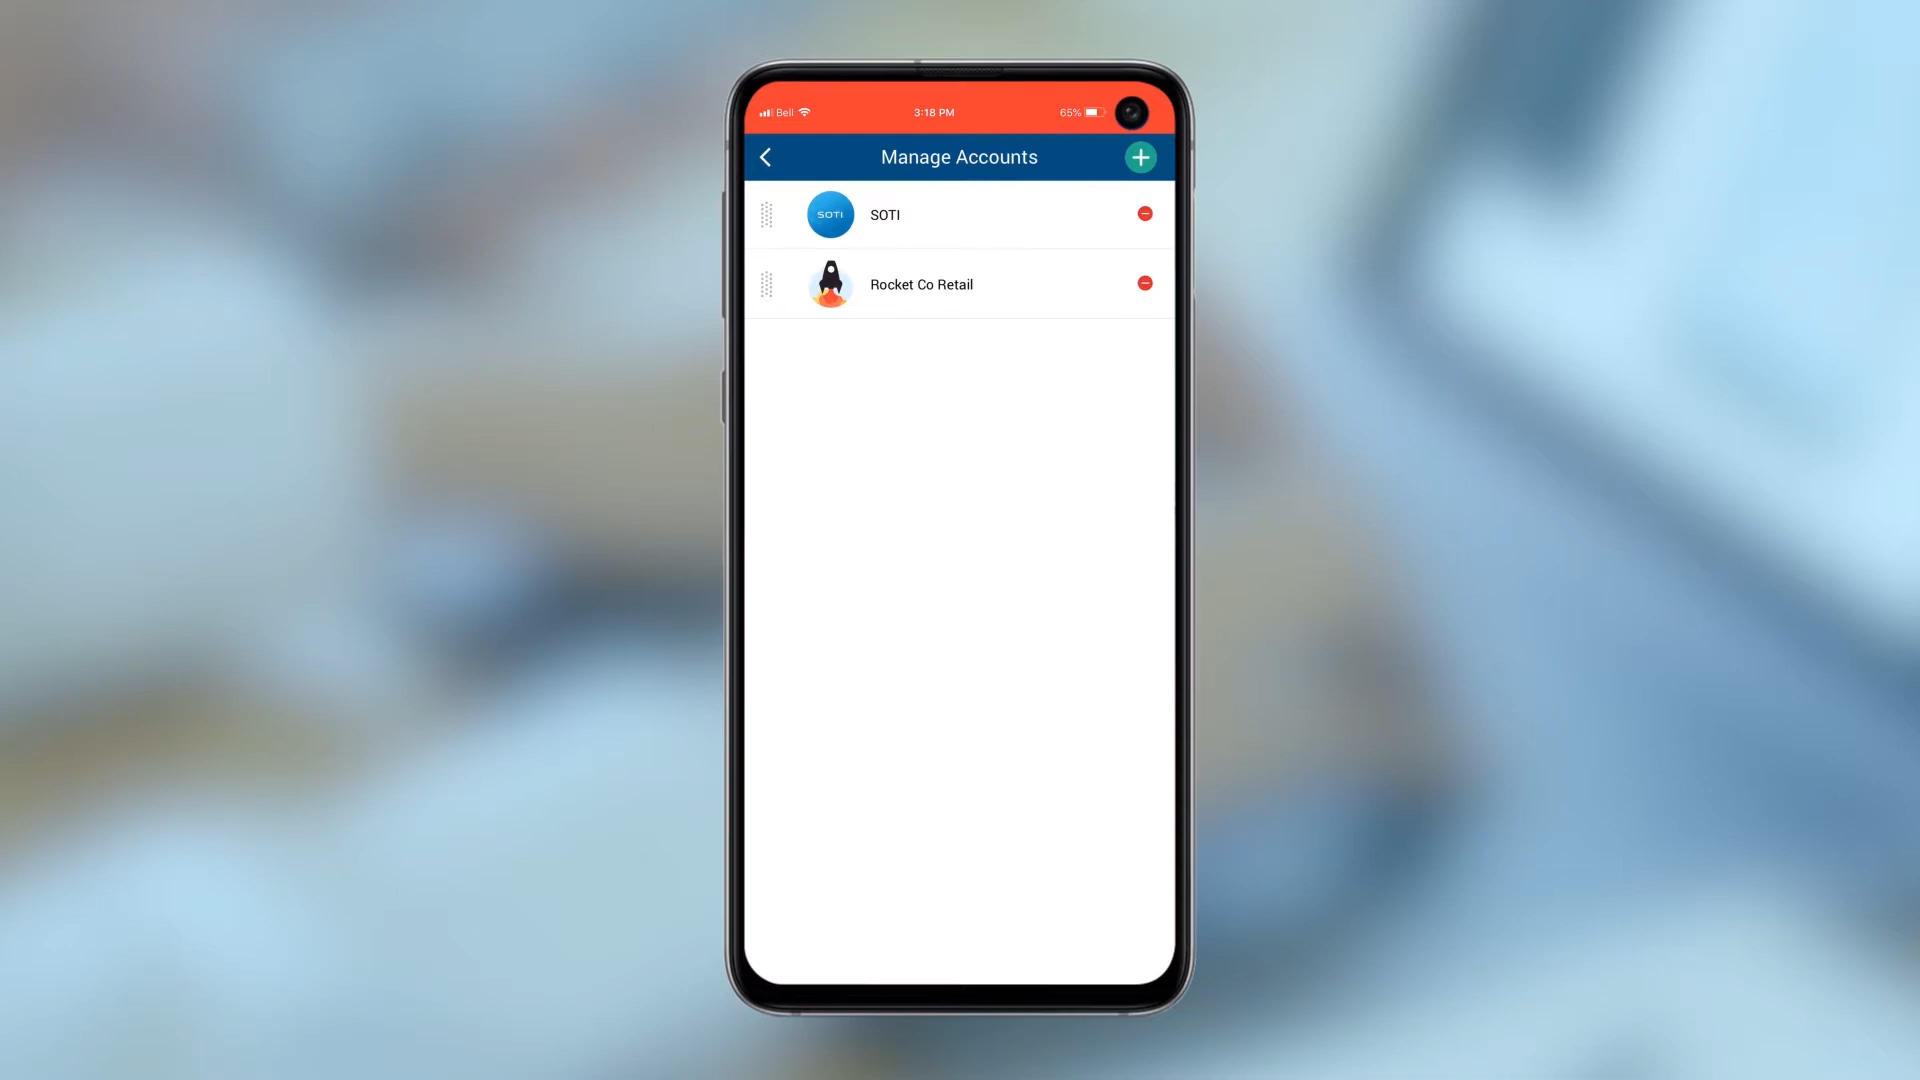 Bell 3:18 PM 65%
Manage Accounts
SOTI SOTI
Rocket Co Retail